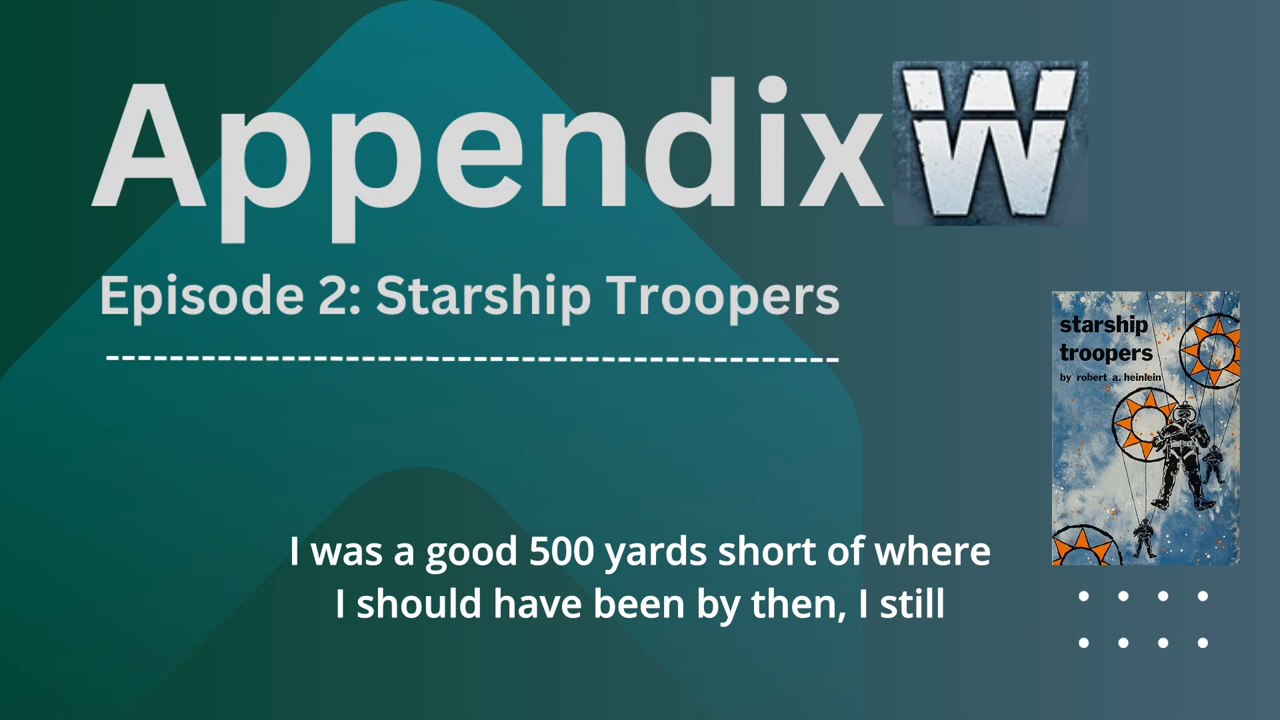 Appendix W
Episode 2: Starship Troopers
starship
troopers
by robert a. heinlein
I was a good 500 yards short of where
I should have been by then, I still